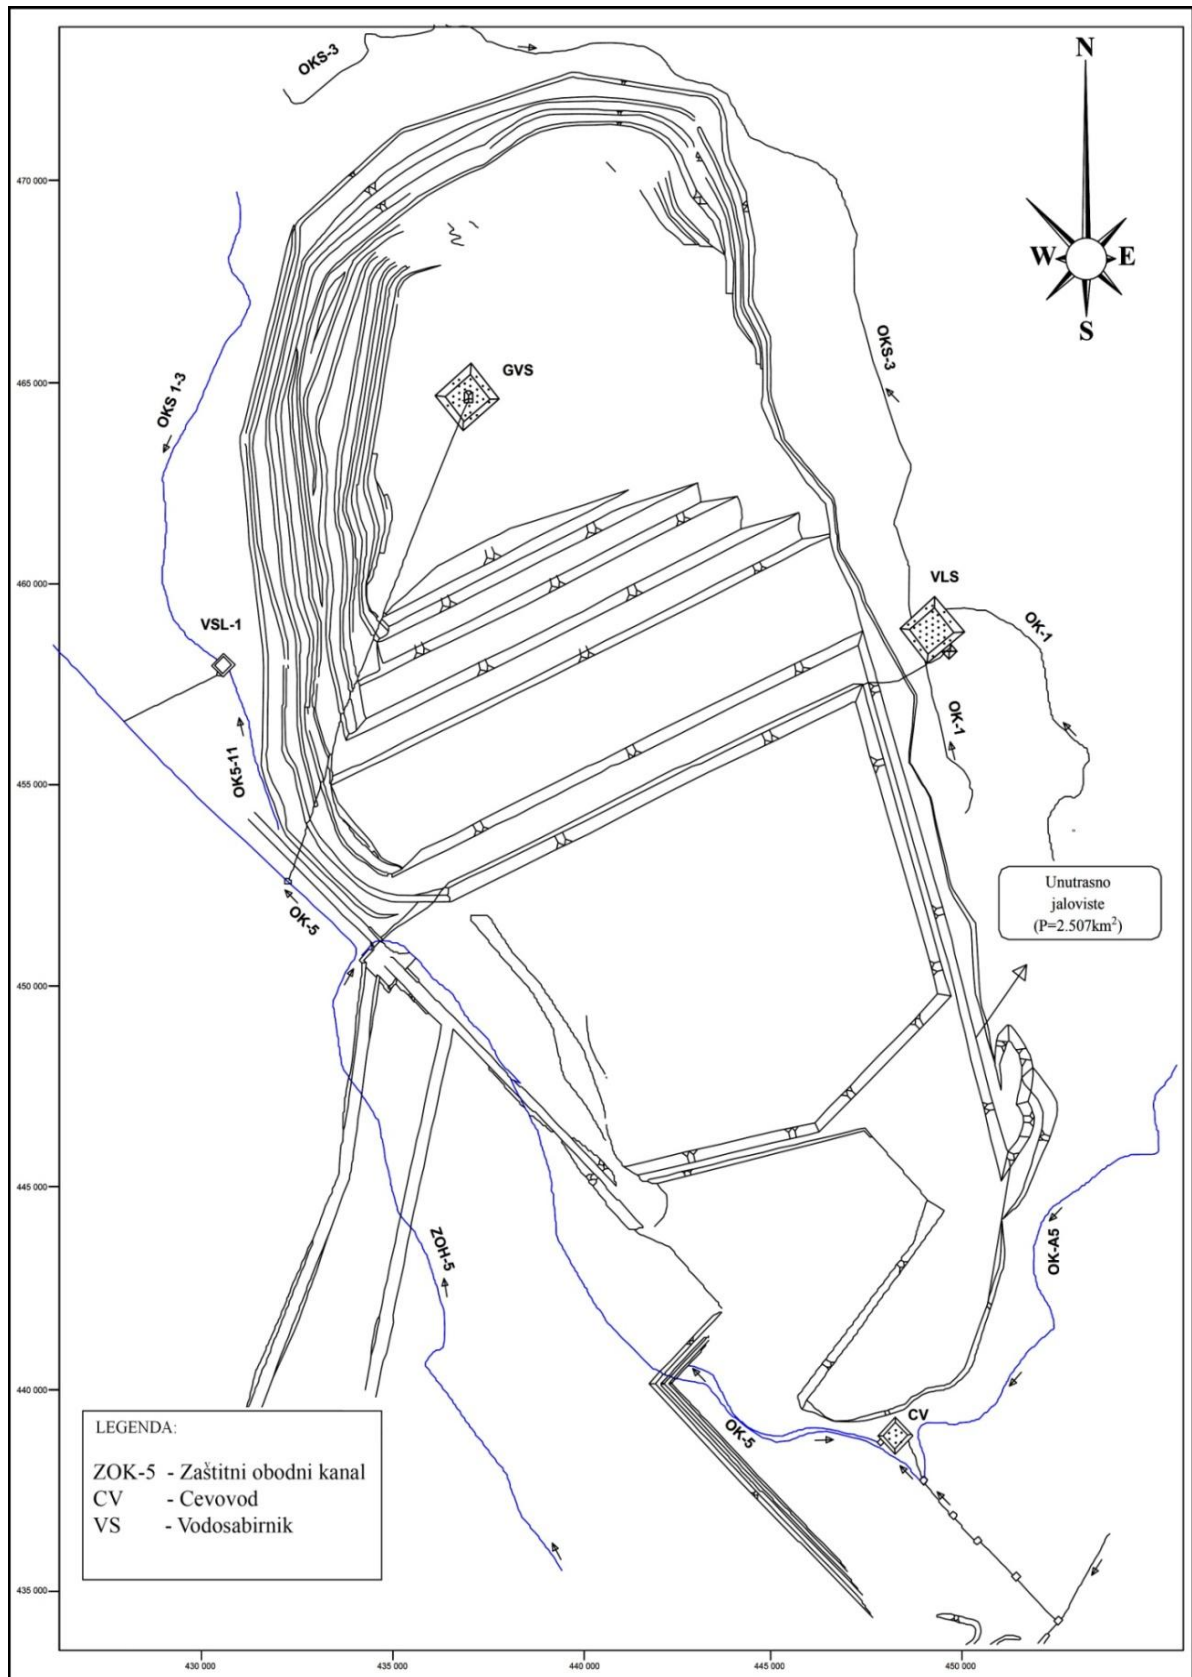 OKS-3
N
470 000
W
E
S
OKS 1-3
465 000
GVS
OKS-3
460 000
VLS
VSL-1
OK-1
OK-1
OK5-11
455 000
Unutrasno
jaloviste
(P=2.507km²)
OK-5
450 000
445 000
ZOH-5
OK-A5
440 000
CV
OK-5
LEGENDA:
ZOK-5 - Zaštitni obodni kanal
CV - Cevovod
VS - Vodosabirnik
435 000
430 000
435 000
440 000
445 000
450 000